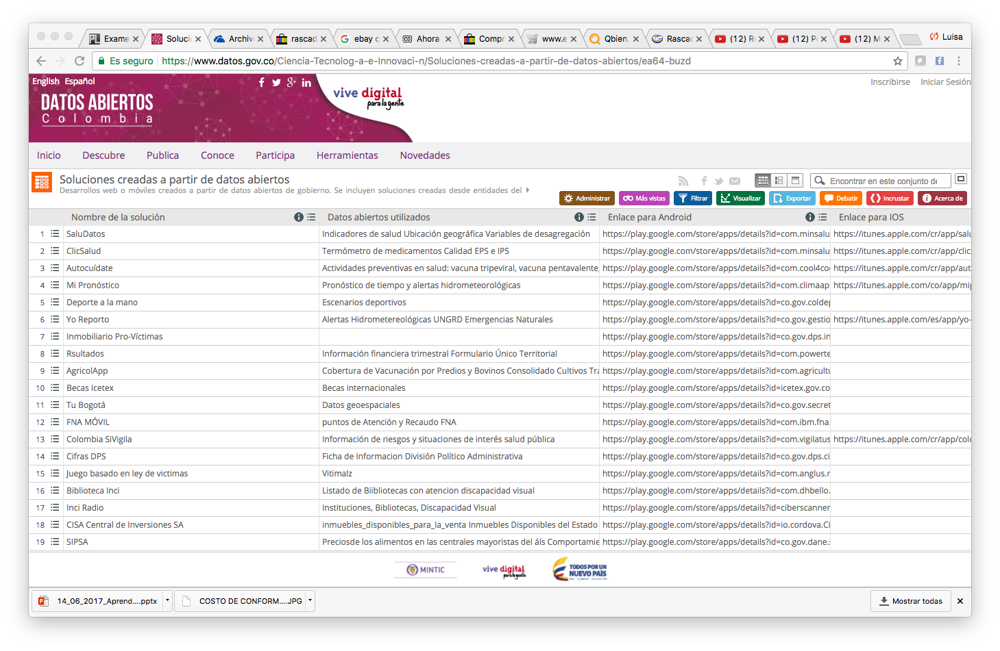 Exame
Soluci
Archiv
rascad
ebay c
Ahora
Compr
www.e
Qbien.
Rascac
(12) R
(12) P
(12) M
Luisa
Es seguro https://www.datos.gov.co/Ciencia-Tecnolog-a-e-Innovaci-n/Soluciones-creadas-a-partir-de-datos-abiertos/ea64-buzd
English Español
Inscribirse Iniciar Sesión
DATOS ABIERTOS
Colombia
vive digital
para la gente
Inicio Descubre Publica Conoce Participa Herramientas Novedades
Soluciones creadas a partir de datos abiertos
Desarrollos web o móviles creados a partir de datos abiertos de gobierno. Se incluyen soluciones creadas desde entidades del
Encontrar en este conjunto de
Administrar Más vistas Filtrar Visualizar Exportar Debatir Incrustar Acerca de
Nombre de la solución Datos abiertos utilizados Enlace para Android Enlace para IOS
1 SaluDatos Indicadores de salud Ubicación geográfica Variables de desagregación https://play.google.com/store/apps/details?id=com.minsalu https://itunes.apple.com/cr/app/salu
2 ClicSalud Termómetro de medicamentos Calidad EPS e IPS https://play.google.com/store/apps/details?id=com.minsalu https://itunes.apple.com/cr/app/clic
3 Autocuídate Actividades preventivas en salud: vacuna tripeviral, vacuna pentavalente, https://play.google.com/store/apps/details?id=com.cool4co https://itunes.apple.com/cr/app/aut
4 Mi Pronóstico Pronóstico de tiempo y alertas hidrometeorológicas https://play.google.com/store/apps/details?id=com.climaap https://itunes.apple.com/co/app/mip
5 Deporte a la mano Escenarios deportivos https://play.google.com/store/apps/details?id=co.gov.coldep
6 Yo Reporto Alertas Hidrometereológicas UNGRD Emergencias Naturales https://play.google.com/store/apps/details?id=co.gov.gestio https://itunes.apple.com/es/app/yo-
7 Inmobiliario Pro-Víctimas https://play.google.com/store/apps/details?id=co.gov.dps.in
8 Rsultados Información financiera trimestral Formulario Único Territorial https://play.google.com/store/apps/details?id=com.powerte
9 AgricolApp Cobertura de Vacunación por Predios y Bovinos Consolidado Cultivos Tra https://play.google.com/store/apps/details?id=com.agricultu
10 Becas Icetex Becas internacionales https://play.google.com/store/apps/details?id=icetex.gov.co
11 Tu Bogotá Datos geoespaciales https://play.google.com/store/apps/details?id=co.gov.secret
12 FNA MÓVIL puntos de Atención y Recaudo FNA https://play.google.com/store/apps/details?id=com.ibm.fna.
13 Colombia SiVigila Información de riesgos y situaciones de interés salud pública https://play.google.com/store/apps/details?id=com.vigilatus https://itunes.apple.com/cr/app/colo
14 Cifras DPS Ficha de Informacion División Político Administrativa https://play.google.com/store/apps/details?id=co.gov.dps.ci
15 Juego basado en ley de victimas Vitimalz https://play.google.com/store/apps/details?id=com.anglus.r
16 Biblioteca Inci Listado de Biibliotecas con atencion discapacidad visual https://play.google.com/store/apps/details?id=com.dhbello.
17 Inci Radio Instituciones, Bibliotecas, Discapacidad Visual https://play.google.com/store/apps/details?id=ciberscanner
18 CISA Central de Inversiones SA inmuebles_disponibles_para_la_venta Inmuebles Disponibles del Estado https://play.google.com/store/apps/details?id=io.cordova.Ci
19 SIPSA Preciosde los alimentos en las centrales mayoristas del áís Comportamie https://play.google.com/store/apps/details?id=co.gov.dane.s
MINTIC
vive digital
para la gente
TODOS POR UN
NUEVO PAÍS
PAZ EQUIDAD EDUCACIÓN
14_06_2017_Aprend....pptx COSTO DE CONFORM....JPG Mostrar todas